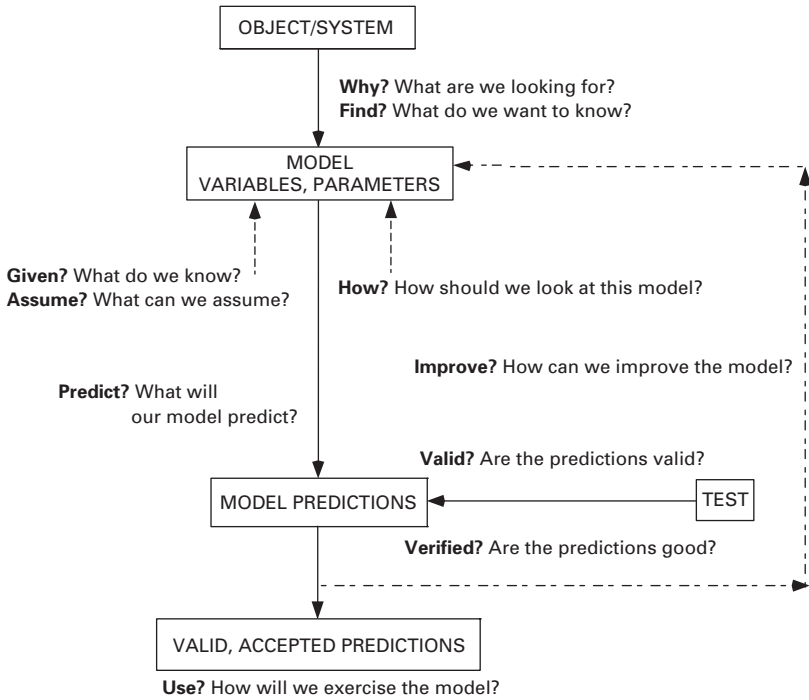 OBJECT/SYSTEM
Why? What are we looking for?
Find? What do we want to know?
MODEL
VARIABLES, PARAMETERS
Given? What do we know?
Assume? What can we assume?
How? How should we look at this model?
Improve? How can we improve the model?
Predict? What will
our model predict?
Valid? Are the predictions valid?
MODEL PREDICTIONS
TEST
Verified? Are the predictions good?
VALID, ACCEPTED PREDICTIONS
Use? How will we exercise the model?